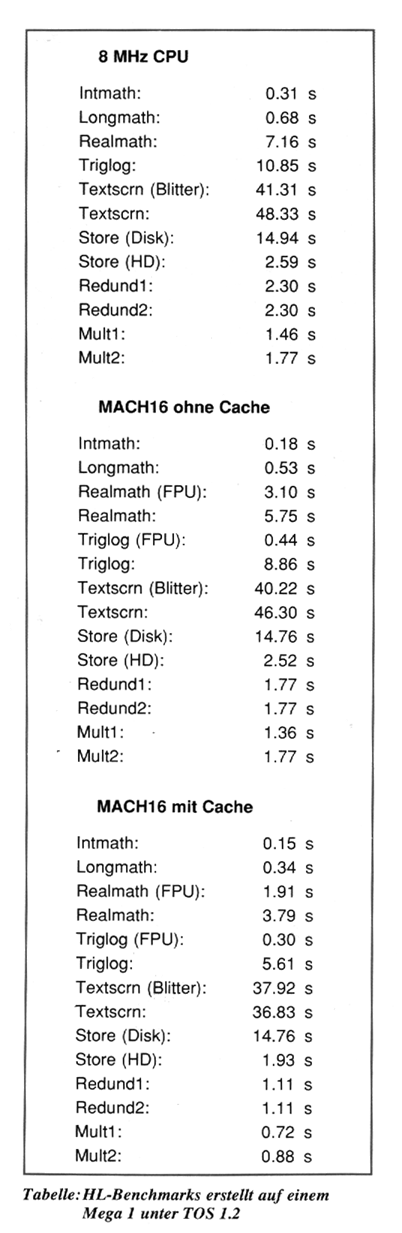 8 MHz CPU
Intmath: 0.31 s
Longmath: 0.68 s
Realmath: 7.16 s
Triglog: 10.85 s
Textscrn (Blitter): 41.31 s
Textscrn: 48.33 s
Store (Disk): 14.94 s
Store (HD): 2.59 s
Redund1: 2.30 s
Redund2: 2.30 s
Mult1: 1.46 s
Mult2: 1.77 s
MACH16 ohne Cache
Intmath: 0.18 s
Longmath: 0.53 s
Realmath (FPU): 3.10 s
Realmath: 5.75 s
Triglog (FPU): 0.44 s
Triglog: 8.86 s
Textscrn (Blitter): 40.22 s
Textscrn: 46.30 s
Store (Disk): 14.76 s
Store (HD): 2.52 s
Redund1: 1.77 s
Redund2: 1.77 s
Mult1: 1.36 s
Mult2: 1.77 s
MACH16 mit Cache
Intmath: 0.15 s
Longmath: 0.34 s
Realmath (FPU): 1.91 s
Realmath: 3.79 s
Triglog (FPU): 0.30 s
Triglog: 5.61 s
Textscrn (Blitter): 37.92 s
Textscrn: 36.83 s
Store (Disk): 14.76 s
Store (HD): 1.93 s
Redund1: 1.11 s
Redund2: 1.11 s
Mult1: 0.72 s
Mult2: 0.88 s
Tabelle: HL-Benchmarks erstellt auf einem
Mega 1 unter TOS 1.2